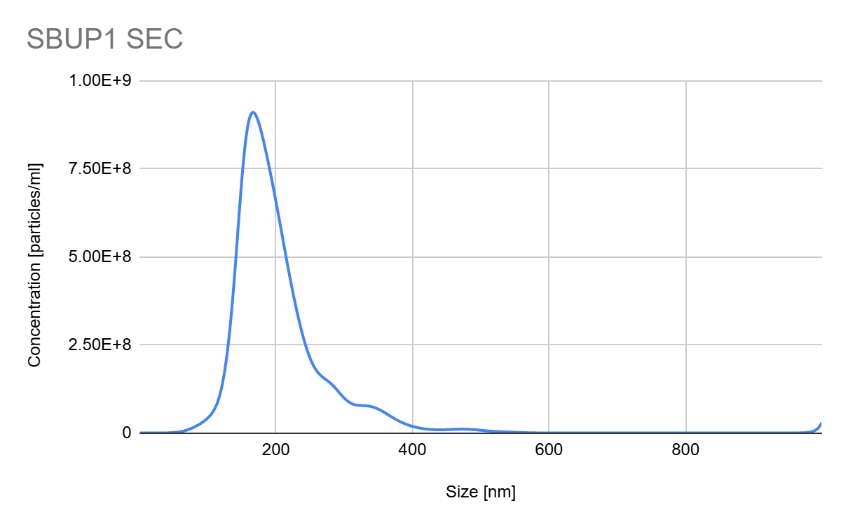 SBUP1 SEC
1.00E+9
7.50E+8
5.00E+8
2.50E+8
0
200 400 600 800
Concentration [particles/ml]
Size [nm]